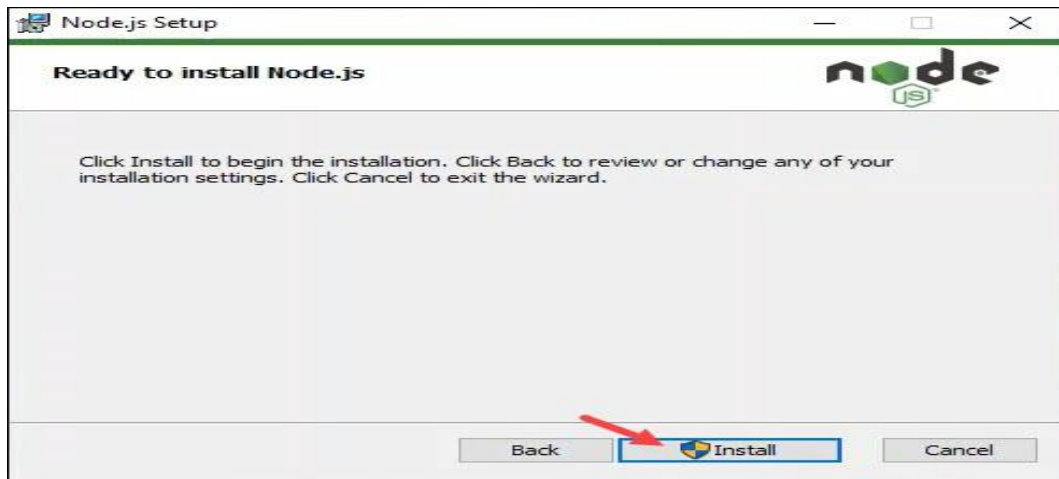 Node.js Setup
Ready to install Node.js
node
JS
Click Install to begin the installation. Click Back to review or change any of your
installation settings. Click Cancel to exit the wizard.
Back
Install
Cancel